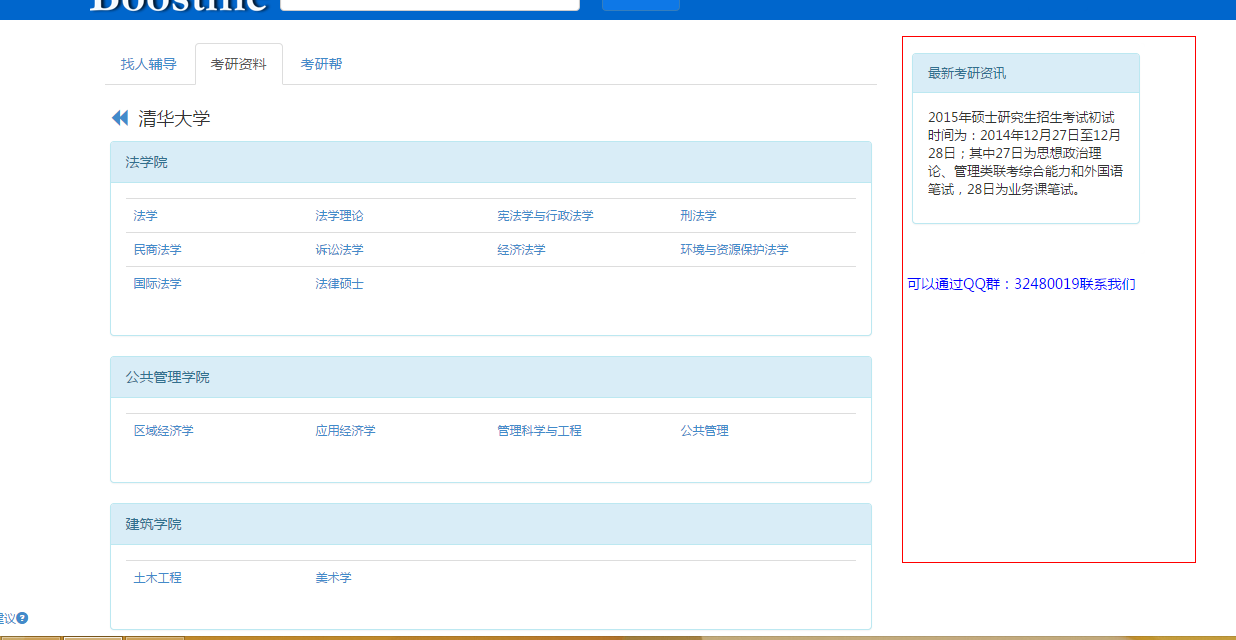 Boostme
找人辅导 考研资料 考研帮
清华大学
法学院
法学 法学理论 宪法学与行政法学 刑法学
民商法学 诉讼法学 经济法学 环境与资源保护法学
国际法学 法律硕士
公共管理学院
区域经济学 应用经济学 管理科学与工程 公共管理
建筑学院
土木工程 美术学
最新考研资讯
2015年硕士研究生招生考试初试
时间为：2014年12月27日至12月
28日；其中27日为思想政治理
论、管理类联考综合能力和外国语
笔试，28日为业务课笔试。
可以通过QQ群：32480019联系我们
建议